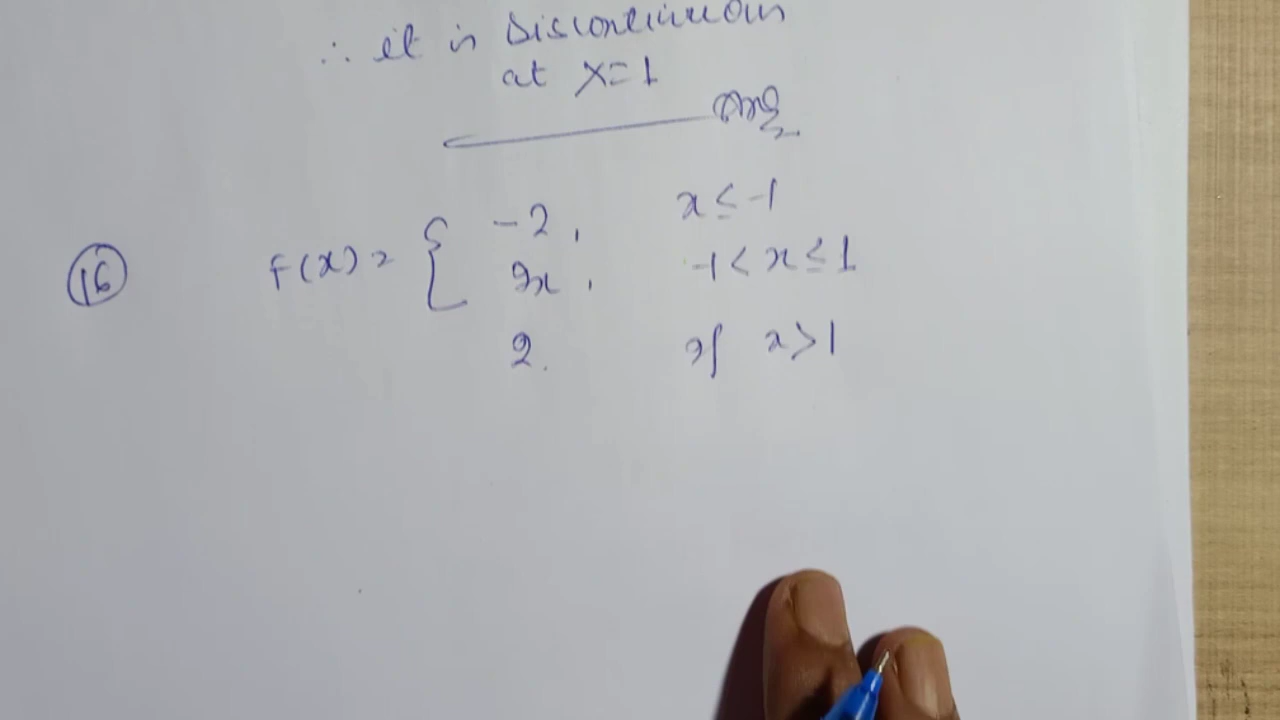 ∴ it is Discontinuous
at x=1
Ans
(16) f(x) = { -2, x ≤ -1
2x, -1 < x ≤ 1
2. if x > 1